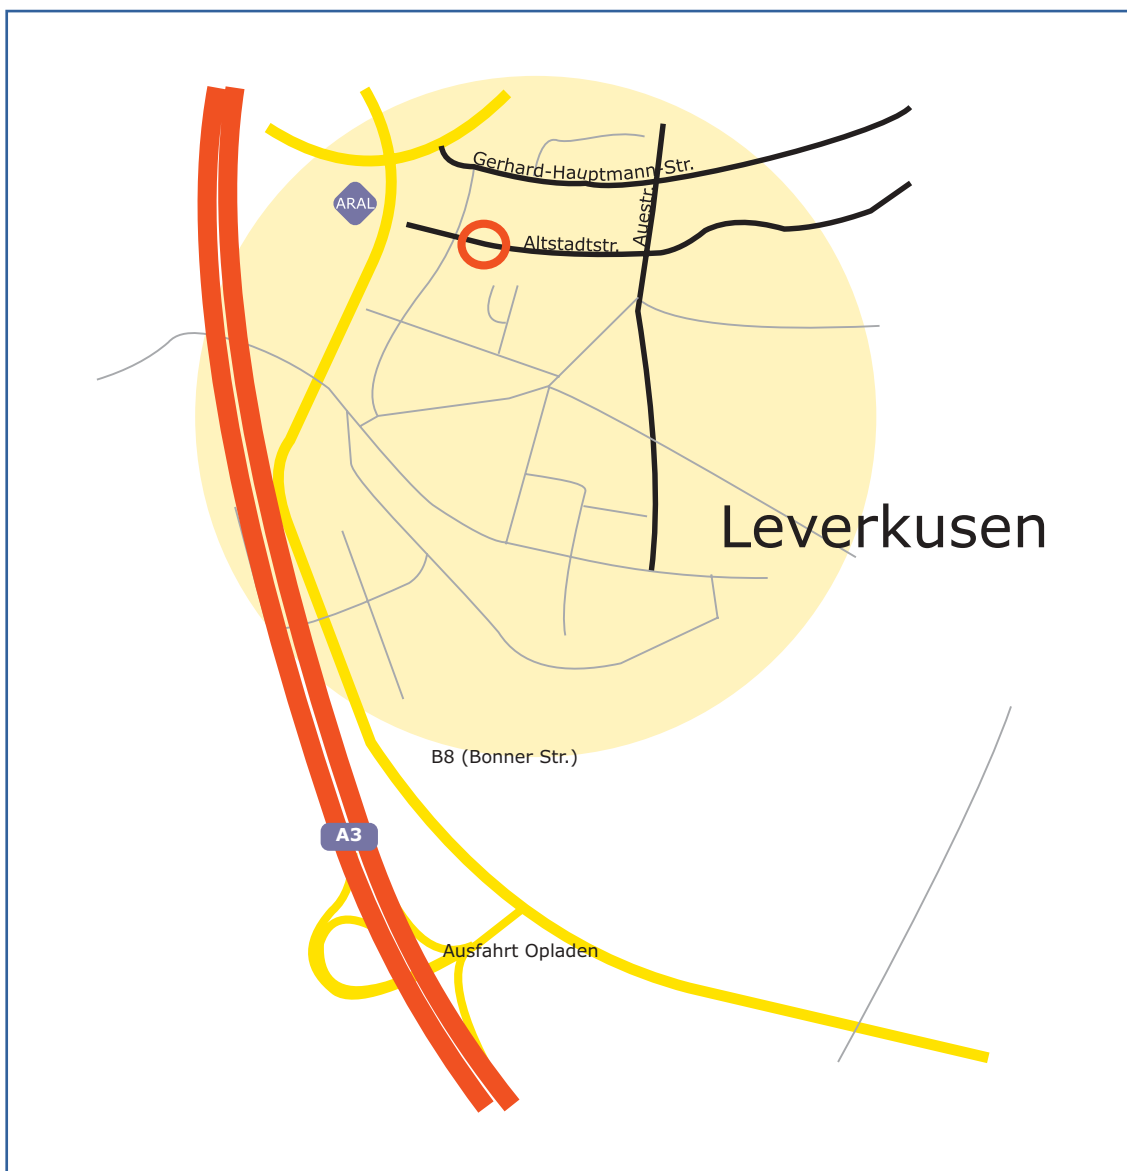 Gerhard-Hauptmann-Str.
ARAL
Auestr.
Altstadtstr.
Leverkusen
B8 (Bonner Str.)
A3
Ausfahrt Opladen